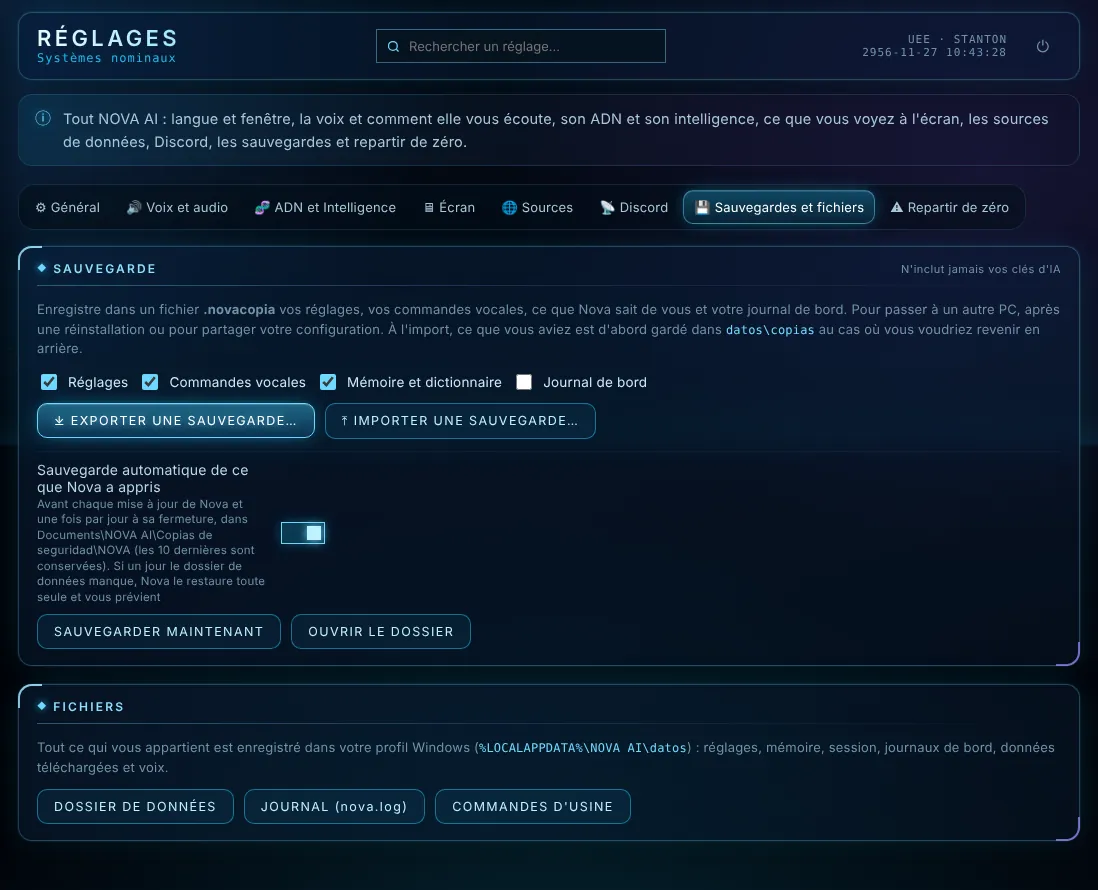 RÉGLAGES
Systèmes nominaux
Rechercher un réglage...
UEE · STANTON
2956-11-27 10:43:28
Tout NOVA AI : langue et fenêtre, la voix et comment elle vous écoute, son ADN et son intelligence, ce que vous voyez à l'écran, les sources
de données, Discord, les sauvegardes et repartir de zéro.
Général
Voix et audio
ADN et Intelligence
Écran
Sources
Discord
Sauvegardes et fichiers
Repartir de zéro
SAUVEGARDE
N'inclut jamais vos clés d'IA
Enregistre dans un fichier .novacopia vos réglages, vos commandes vocales, ce que Nova sait de vous et votre journal de bord. Pour passer à un autre PC, après
une réinstallation ou pour partager votre configuration. À l'import, ce que vous aviez est d'abord gardé dans datos\copias au cas où vous voudriez revenir en
arrière.
Réglages
Commandes vocales
Mémoire et dictionnaire
Journal de bord
EXPORTER UNE SAUVEGARDE...
IMPORTER UNE SAUVEGARDE...
Sauvegarde automatique de ce
que Nova a appris
Avant chaque mise à jour de Nova et
une fois par jour à sa fermeture, dans
Documents\NOVA AI\Copias de
seguridad\NOVA (les 10 dernières sont
conservées). Si un jour le dossier de
données manque, Nova le restaure toute
seule et vous prévient
SAUVEGARDER MAINTENANT
OUVRIR LE DOSSIER
FICHIERS
Tout ce qui vous appartient est enregistré dans votre profil Windows (%LOCALAPPDATA%\NOVA AI\datos) : réglages, mémoire, session, journaux de bord, données
téléchargées et voix.
DOSSIER DE DONNÉES
JOURNAL (nova.log)
COMMANDES D'USINE